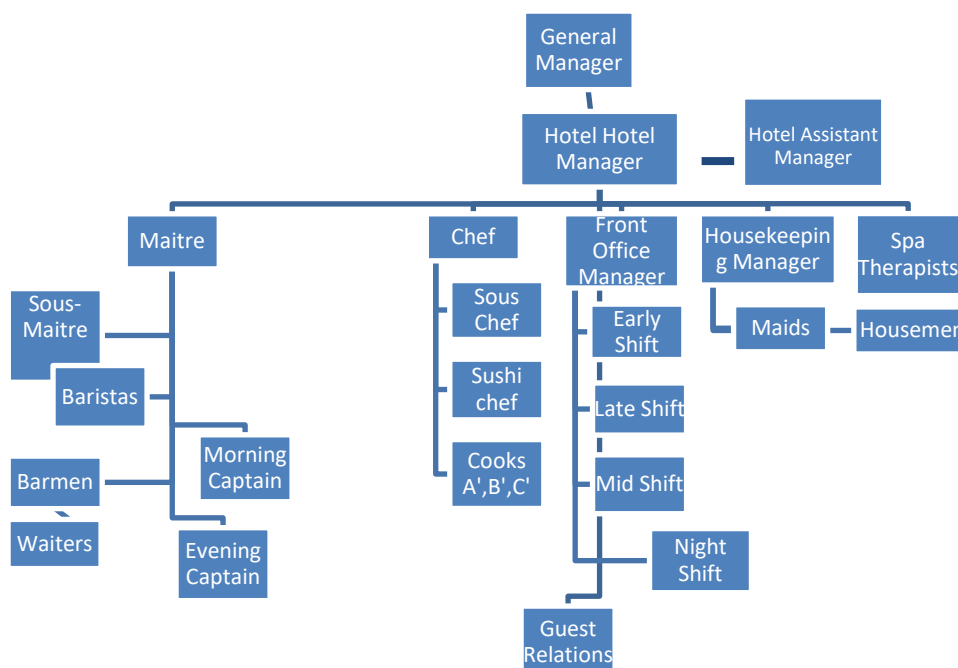 General
Manager
Hotel Hotel
Manager
Hotel Assistant
Manager
Maitre
Chef
Front
Office
Manager
Housekeepin
g Manager
Spa
Therapists
Sous-
Maitre
Baristas
Morning
Captain
Barmen
Waiters
Evening
Captain
Sous
Chef
Sushi
chef
Cooks
A',B',C'
Early
Shift
Late Shift
Mid Shift
Night
Shift
Guest
Relations
Maids
Housemen